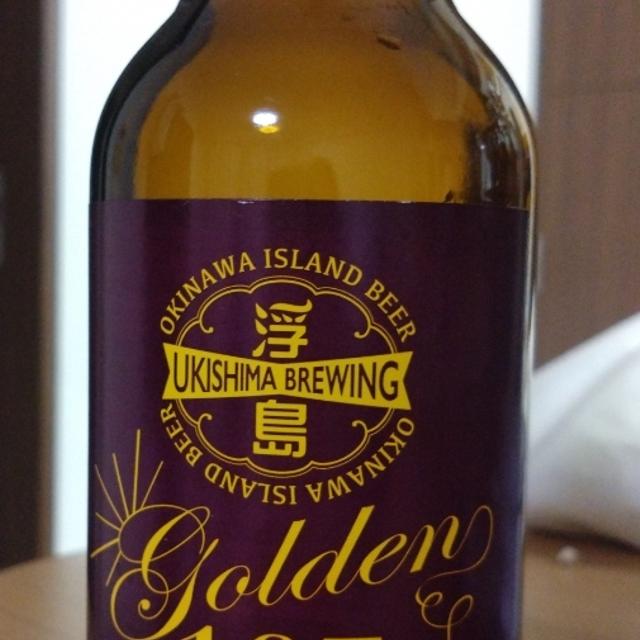 OKINAWA ISLAND BEER
浮
UKISHIMA BREWING
島
OKINAWA ISLAND BEER
Golden